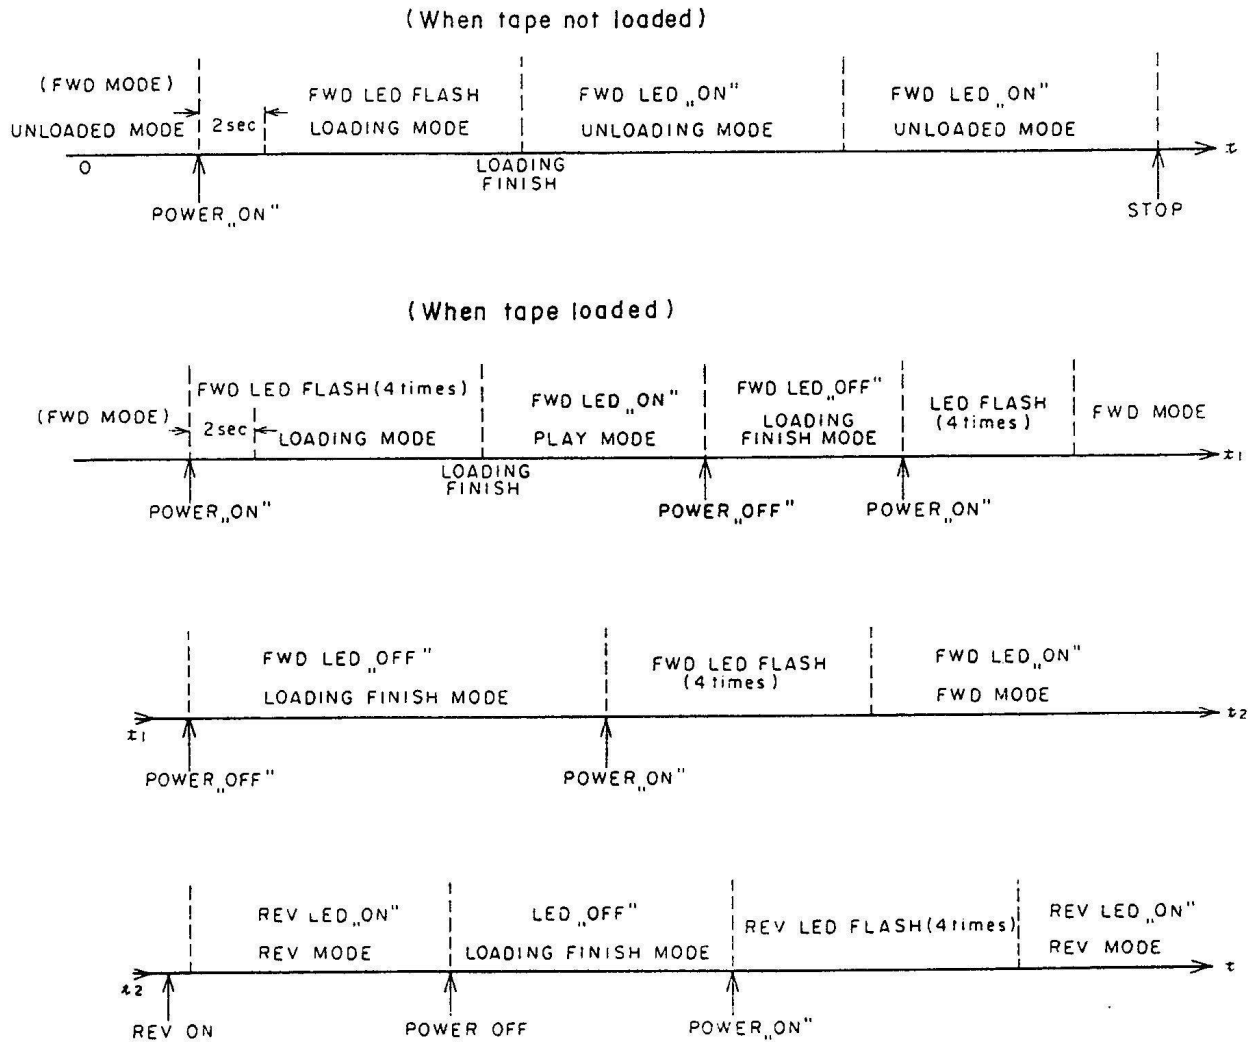 (When tape not loaded)
(FWD MODE)
UNLOADED MODE
2sec
FWD LED FLASH
LOADING MODE
FWD LED „ON"
UNLOADING MODE
FWD LED „ON"
UNLOADED MODE
t
0
LOADING
FINISH
POWER „ON"
STOP
(When tape loaded)
(FWD MODE)
FWD LED FLASH (4 times)
2sec
LOADING MODE
FWD LED „ON"
PLAY MODE
FWD LED „OFF"
LOADING
FINISH MODE
LED FLASH
(4 times)
FWD MODE
t1
LOADING
FINISH
POWER „ON"
POWER „OFF"
POWER „ON"
FWD LED „OFF"
LOADING FINISH MODE
FWD LED FLASH
(4 times)
FWD LED „ON"
FWD MODE
t1
t2
POWER „OFF"
POWER „ON"
REV LED „ON"
REV MODE
LED „OFF"
LOADING FINISH MODE
REV LED FLASH (4 times)
REV LED „ON"
REV MODE
t2
t
REV ON
POWER OFF
POWER „ON"